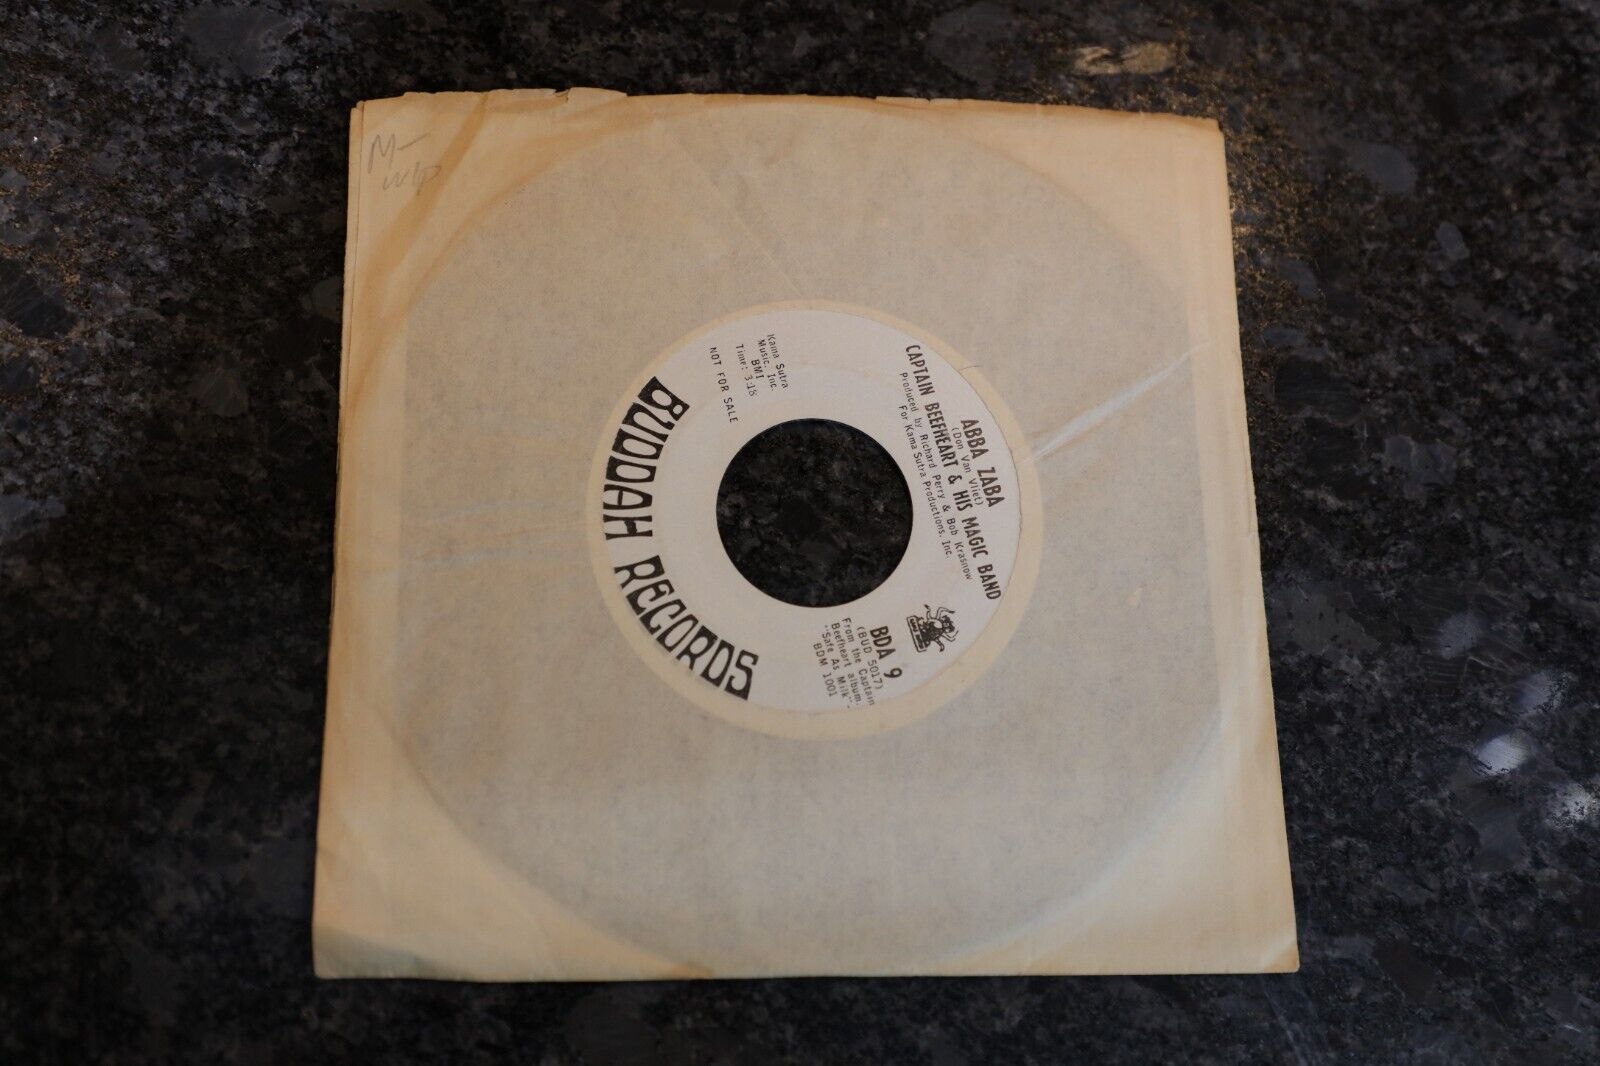 M-
w/p
ABBA ZABA
(Don Van Vliet)
CAPTAIN BEEFHEART & HIS MAGIC BAND
Produced by Richard Perry & Bob Krasnow
For Kama Sutra Productions, Inc.
Kama Sutra
Music, Inc.
BMI
Time: 3:18
NOT FOR SALE
BDA 9
(BUD 5017)
From the Captain
Beefheart album,
"Safe As Milk"-
BDM 1001
BUDDAH RECORDS